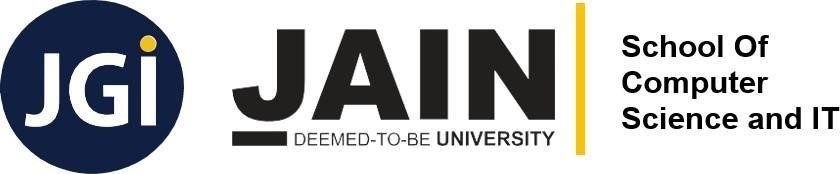 JGi
JAIN
DEEMED-TO-BE UNIVERSITY
School Of
Computer
Science and IT